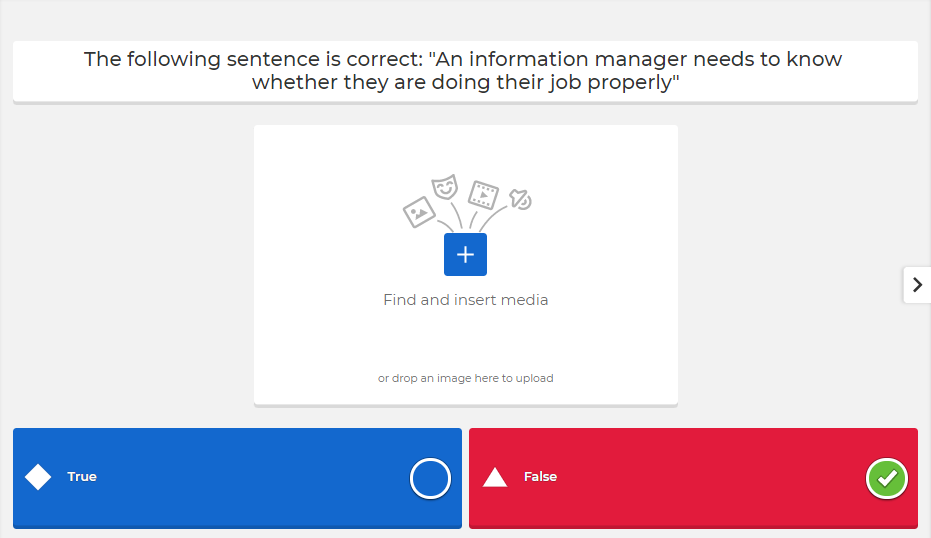 The following sentence is correct: "An information manager needs to know
whether they are doing their job properly"
Find and insert media
or drop an image here to upload
True
False